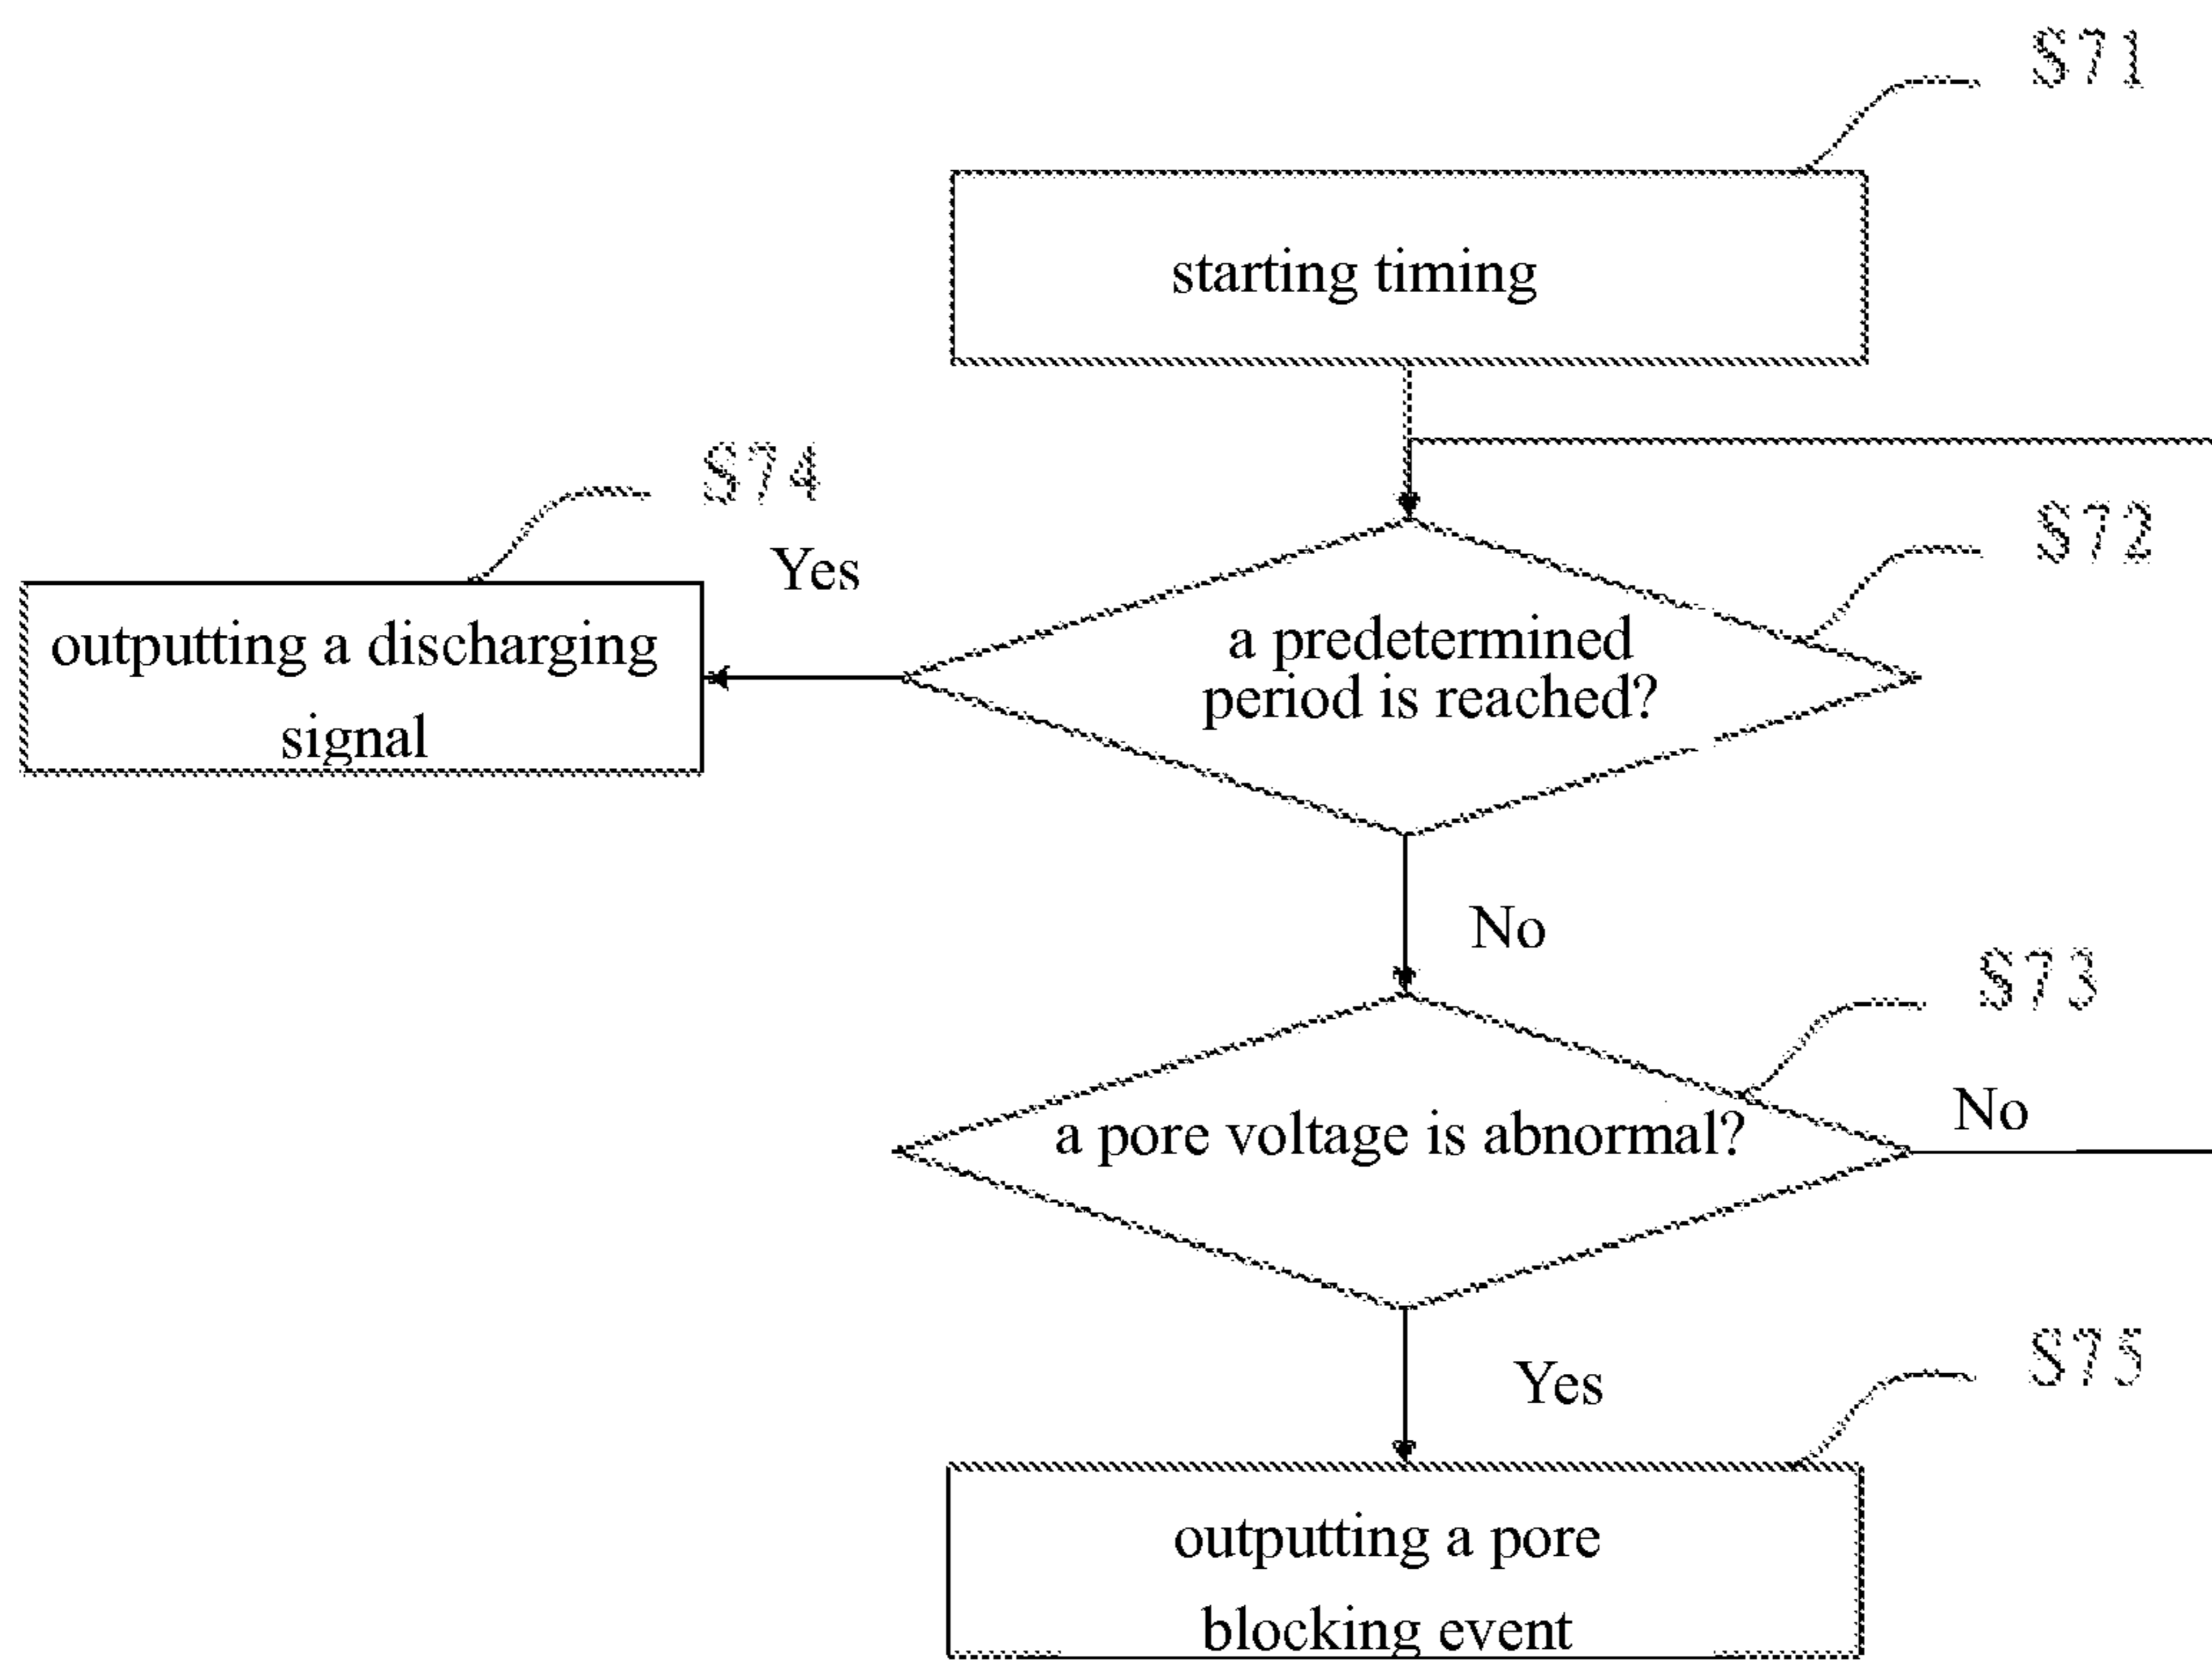 S71
starting timing
S74
Yes
S72
outputting a discharging
signal
a predetermined
period is reached?
No
S73
a pore voltage is abnormal?
No
Yes
S75
outputting a pore
blocking event